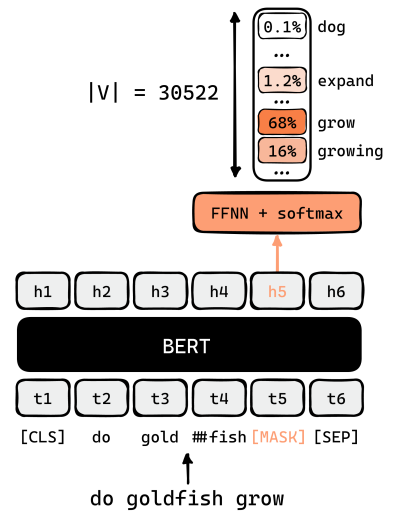 0.1% dog
...
|V| = 30522
1.2% expand
...
68% grow
16% growing
...
FFNN + softmax
h1 h2 h3 h4 h5 h6
BERT
t1 t2 t3 t4 t5 t6
[CLS] do gold ##fish [MASK] [SEP]
do goldfish grow